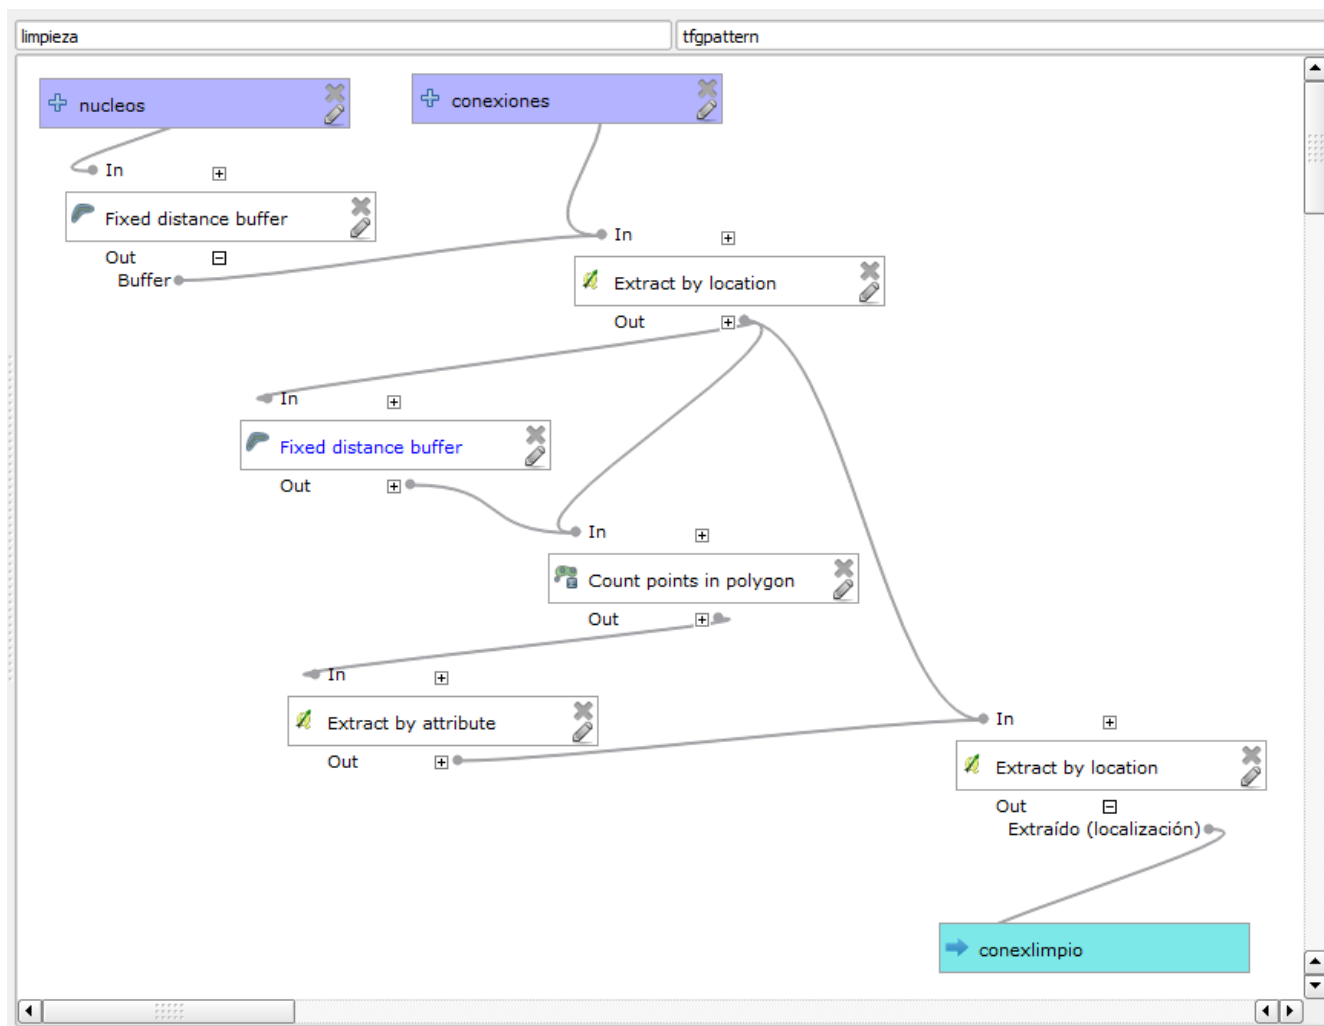 limpieza
tfgpattern
nucleos
conexiones
In
Fixed distance buffer
Out
Buffer
In
Extract by location
Out
In
Fixed distance buffer
Out
In
Count points in polygon
Out
In
Extract by attribute
Out
In
Extract by location
Out
Extraído (localización)
conexlimpio